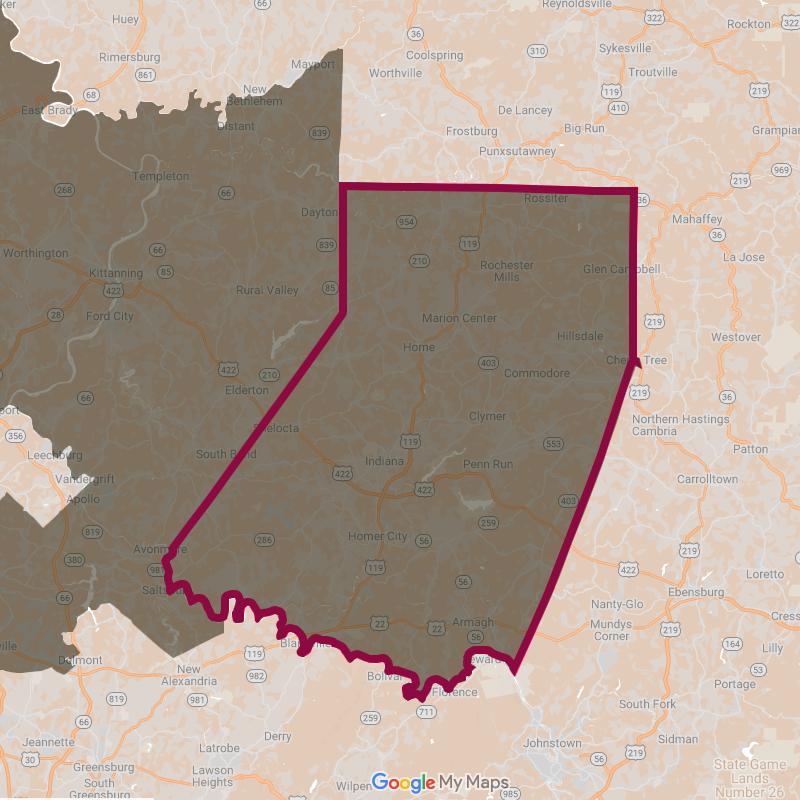 Reynoldsville
66
322
Huey
Rockton
322
36
Rimersburg
861
Coolspring
310
Sykesville
Mayport
Worthville
Troutville
68
New
Bethlehem
119
219
East Brady
De Lancey
410
Distant
839
Frostburg
Big Run
Grampian
Punxsutawney
969
Templeton
219
268
66
Rossiter
36
Dayton
954
Mahaffey
36
839
119
Worthington
66
210
Rochester
Mills
La Jose
Kittanning
85
Glen Campbell
422
Rural Valley
85
28
Ford City
Marion Center
219
Hillsdale
Westover
Home
422
210
403
Cherry Tree
Elderton
Commodore
219
66
36
356
Clymer
Northern Hastings
Cambria
Shelocta
119
553
Patton
Leechburg
South Bend
Indiana
Penn Run
422
Vandergrift
422
Carrolltown
Apollo
403
259
819
Homer City
56
286
219
Avonmore
380
981
119
422
Loretto
56
66
Ebensburg
Nanty-Glo
22
22
Armagh
Mundys
Corner
219
56
164
Lilly
Delmont
New
Alexandria
982
Bolivar
53
Florence
Portage
819
981
South Fork
66
259
711
Derry
Jeannette
Latrobe
Johnstown
Sidman
219
30
56
Greensburg
Lawson
Heights
State Game
Lands
Number 26
South
Greensburg
Google My Maps
985